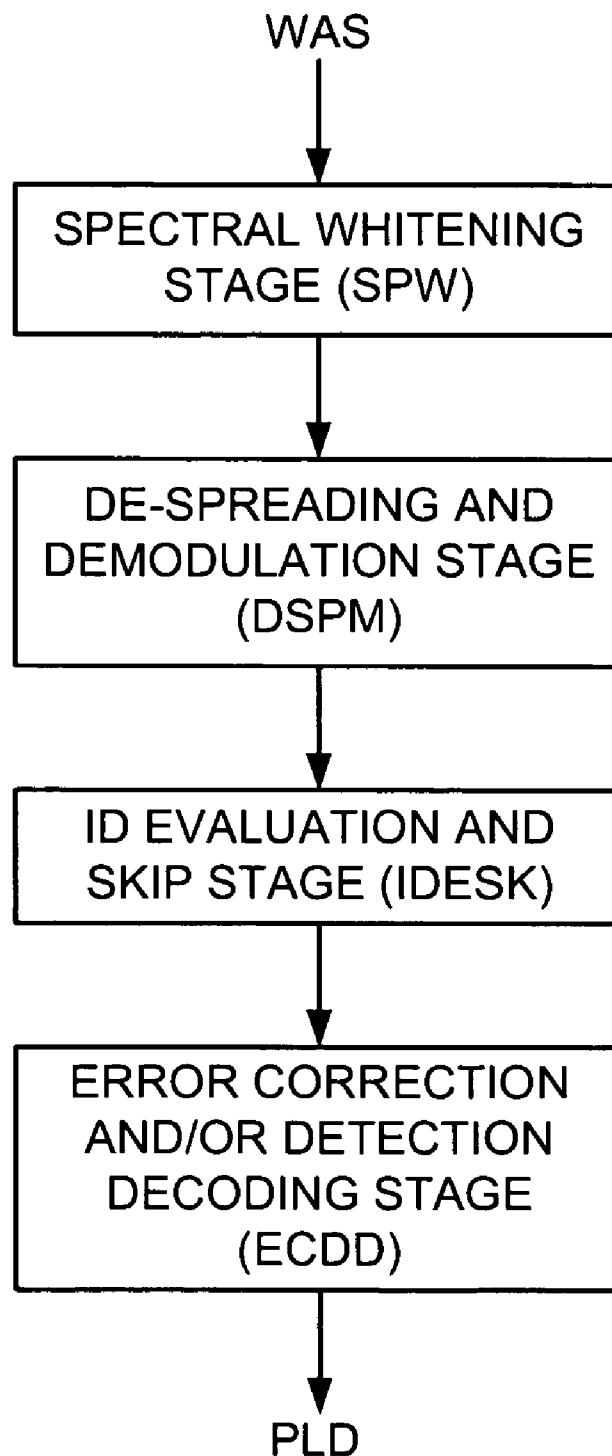 WAS
SPECTRAL WHITENING
STAGE (SPW)
DE-SPREADING AND
DEMODULATION STAGE
(DSPM)
ID EVALUATION AND
SKIP STAGE (IDESK)
ERROR CORRECTION
AND/OR DETECTION
DECODING STAGE
(ECDD)
PLD